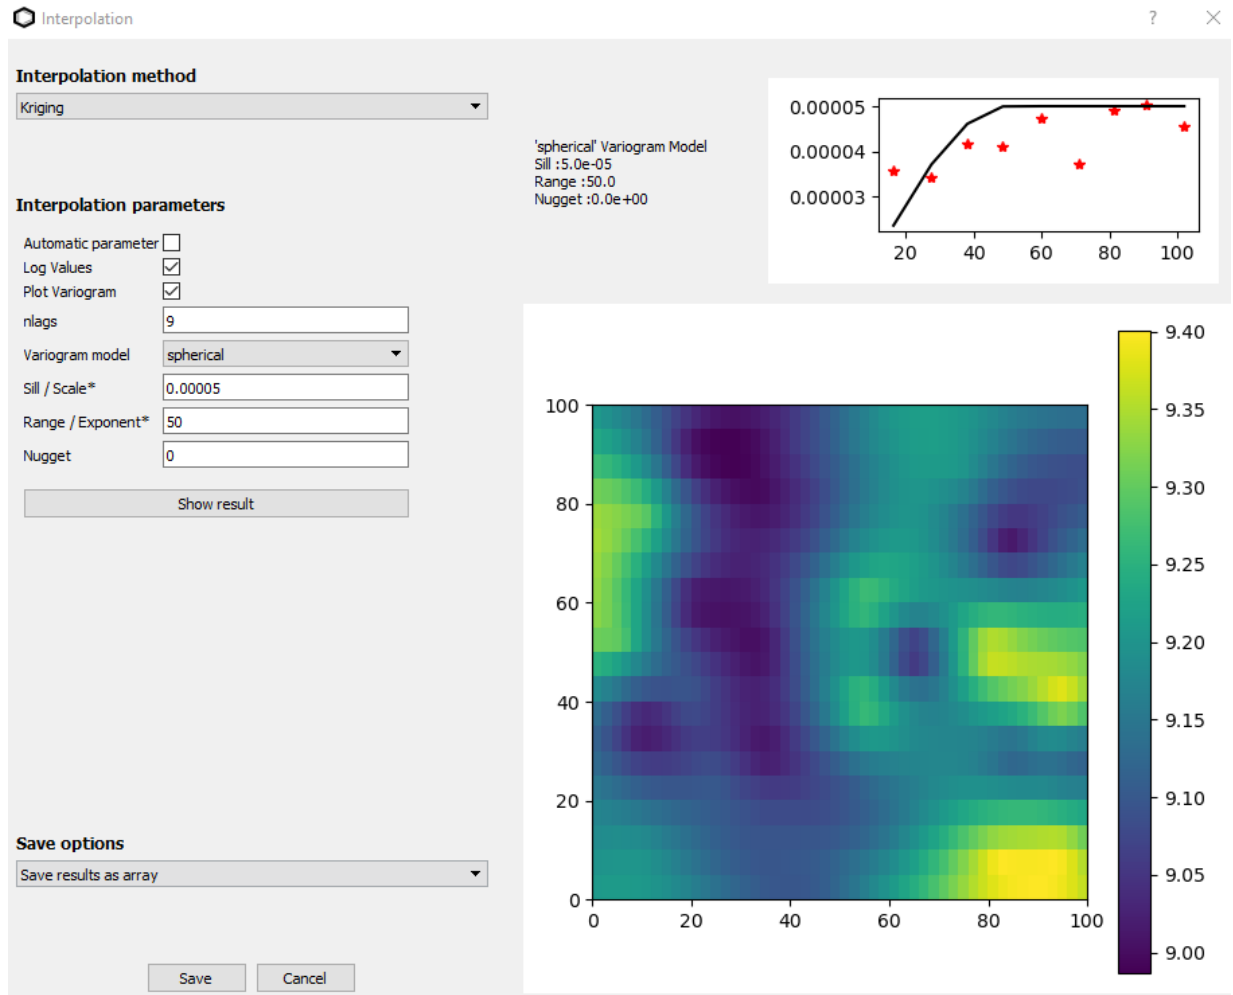 Interpolation
?
Interpolation method
Kriging
'spherical' Variogram Model
Sill :5.0e-05
Range :50.0
Nugget :0.0e+00
0.00005
0.00004
0.00003
20 40 60 80 100
Interpolation parameters
Automatic parameter
Log Values
Plot Variogram
nlags 9
Variogram model spherical
Sill / Scale* 0.00005
Range / Exponent* 50
Nugget 0
Show result
100
80
60
40
20
0
0 20 40 60 80 100
9.40
9.35
9.30
9.25
9.20
9.15
9.10
9.05
9.00
Save options
Save results as array
Save Cancel